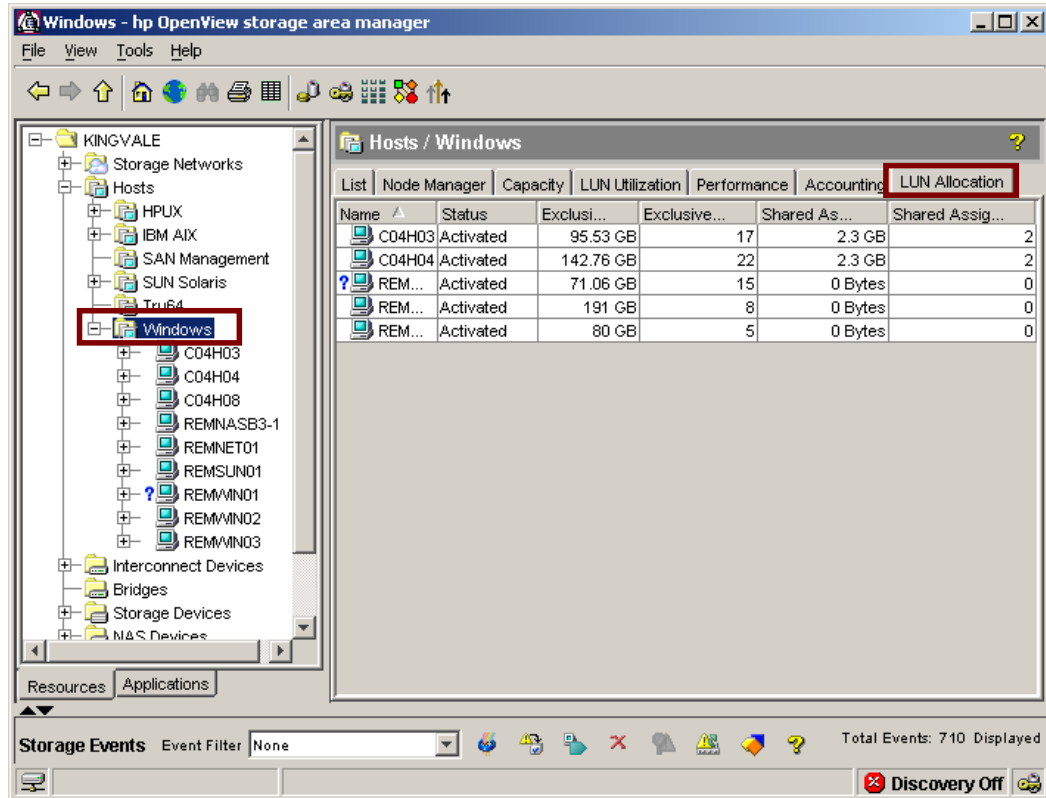 Windows - hp OpenView storage area manager
File View Tools Help
KINGVALE
Storage Networks
Hosts
HPUX
IBM AIX
SAN Management
SUN Solaris
Tru64
Windows
C04H03
C04H04
C04H08
REMNASB3-1
REMNET01
REMSUN01
? REMWIN01
REMWIN02
REMWIN03
Interconnect Devices
Bridges
Storage Devices
NAS Devices
Resources Applications
Hosts / Windows ?
List Node Manager Capacity LUN Utilization Performance Accounting LUN Allocation
Name Status Exclusi... Exclusive... Shared As... Shared Assig...
C04H03 Activated 95.53 GB 17 2.3 GB 2
C04H04 Activated 142.76 GB 22 2.3 GB 2
? REM... Activated 71.06 GB 15 0 Bytes 0
REM... Activated 191 GB 8 0 Bytes 0
REM... Activated 80 GB 5 0 Bytes 0
Storage Events Event Filter None ? Total Events: 710 Displayed
Discovery Off